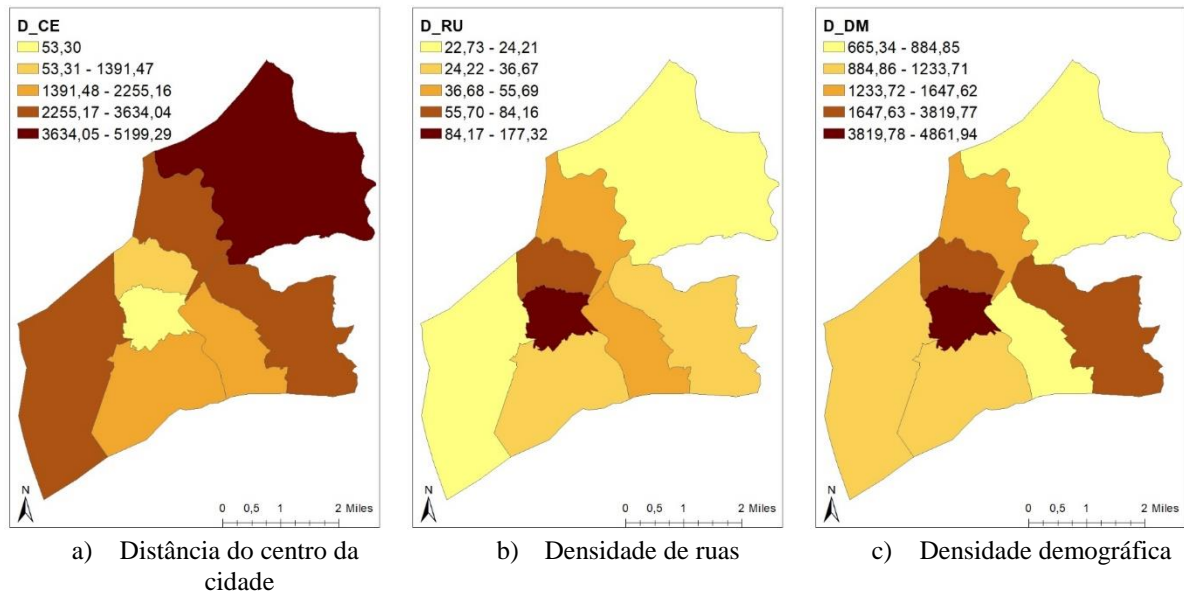 D_CE
53,30
53,31 - 1391,47
1391,48 - 2255,16
2255,17 - 3634,04
3634,05 - 5199,29
N
0 0,5 1 2 Miles
D_RU
22,73 - 24,21
24,22 - 36,67
36,68 - 55,69
55,70 - 84,16
84,17 - 177,32
N
0 0,5 1 2 Miles
D_DM
665,34 - 884,85
884,86 - 1233,71
1233,72 - 1647,62
1647,63 - 3819,77
3819,78 - 4861,94
N
0 0,5 1 2 Miles
a) Distância do centro da
cidade
b) Densidade de ruas
c) Densidade demográfica